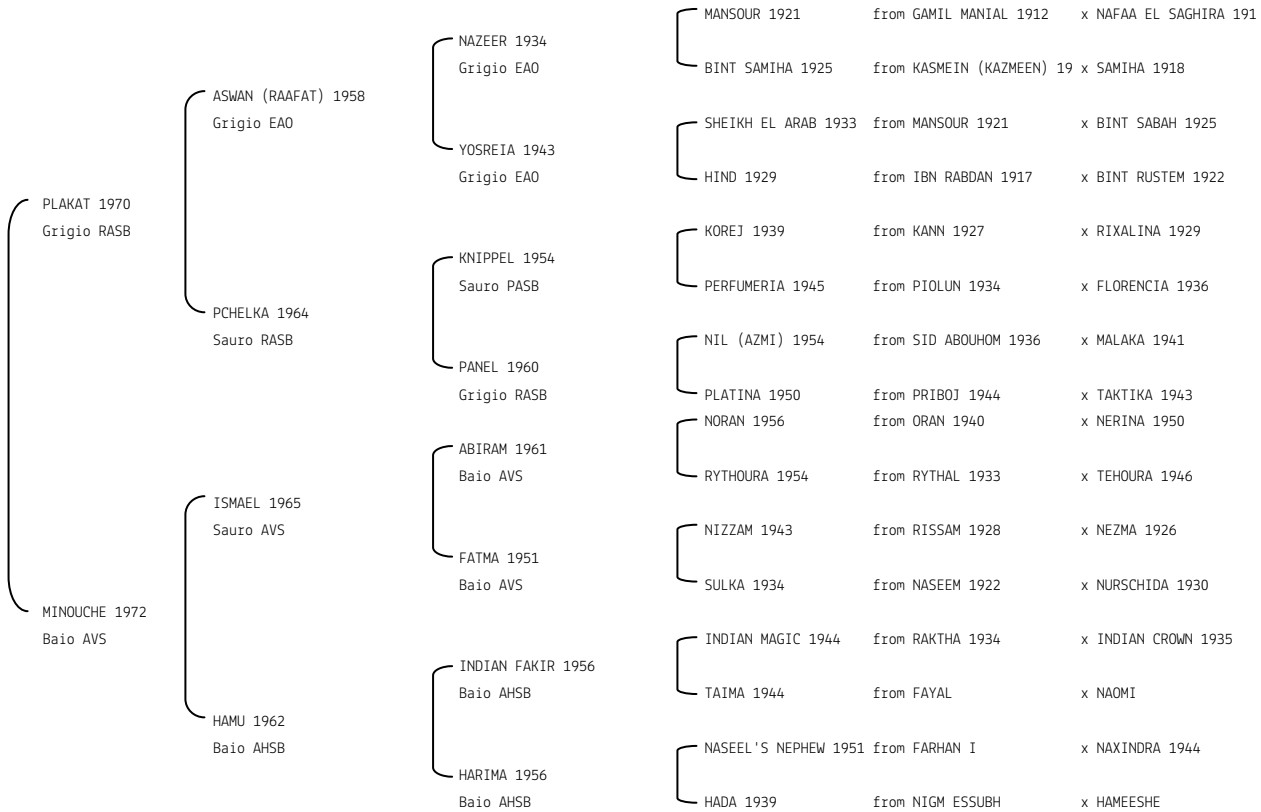 MANSOUR 1921 from GAMIL MANIAL 1912 x NAFAA EL SAGHIRA 191
NAZEER 1934
Grigio EAO
BINT SAMIHA 1925 from KASMEIN (KAZMEEN) 19 x SAMIHA 1918
ASWAN (RAAFAT) 1958
Grigio EAO
SHEIKH EL ARAB 1933 from MANSOUR 1921 x BINT SABAH 1925
YOSREIA 1943
Grigio EAO
HIND 1929 from IBN RABDAN 1917 x BINT RUSTEM 1922
PLAKAT 1970
Grigio RASB
KOREJ 1939 from KANN 1927 x RIXALINA 1929
KNIPPEL 1954
Sauro PASB
PERFUMERIA 1945 from PIOLUN 1934 x FLORENCIA 1936
PCHELKA 1964
Sauro RASB
NIL (AZMI) 1954 from SID ABOUHOM 1936 x MALAKA 1941
PANEL 1960
Grigio RASB
PLATINA 1950 from PRIBOJ 1944 x TAKTIKA 1943
NORAN 1956 from ORAN 1940 x NERINA 1950
ABIRAM 1961
Baio AVS
RYTHOURA 1954 from RYTHAL 1933 x TEHOURA 1946
ISMAEL 1965
Sauro AVS
NIZZAM 1943 from RISSAM 1928 x NEZMA 1926
FATMA 1951
Baio AVS
SULKA 1934 from NASEEM 1922 x NURSCHIDA 1930
MINOUCHE 1972
Baio AVS
INDIAN MAGIC 1944 from RAKTHA 1934 x INDIAN CROWN 1935
INDIAN FAKIR 1956
Baio AHSB
TAIMA 1944 from FAYAL x NAOMI
HAMU 1962
Baio AHSB
NASEEL'S NEPHEW 1951 from FARHAN I x NAXINDRA 1944
HARIMA 1956
Baio AHSB
HADA 1939 from NIGM ESSUBH x HAMEESHE